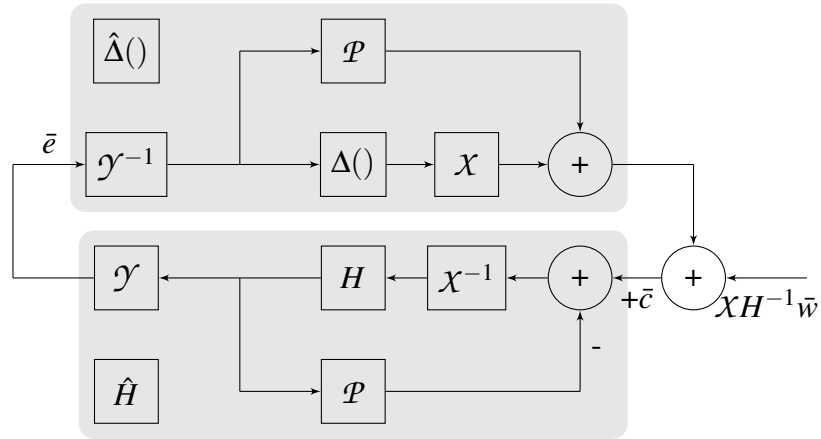 Δ̂()
𝒫
ē
𝒴⁻¹
Δ()
𝒳
+
𝒴
H
𝒳⁻¹
+
+
+c̄
𝒳H⁻¹w̄
-
Ĥ
𝒫